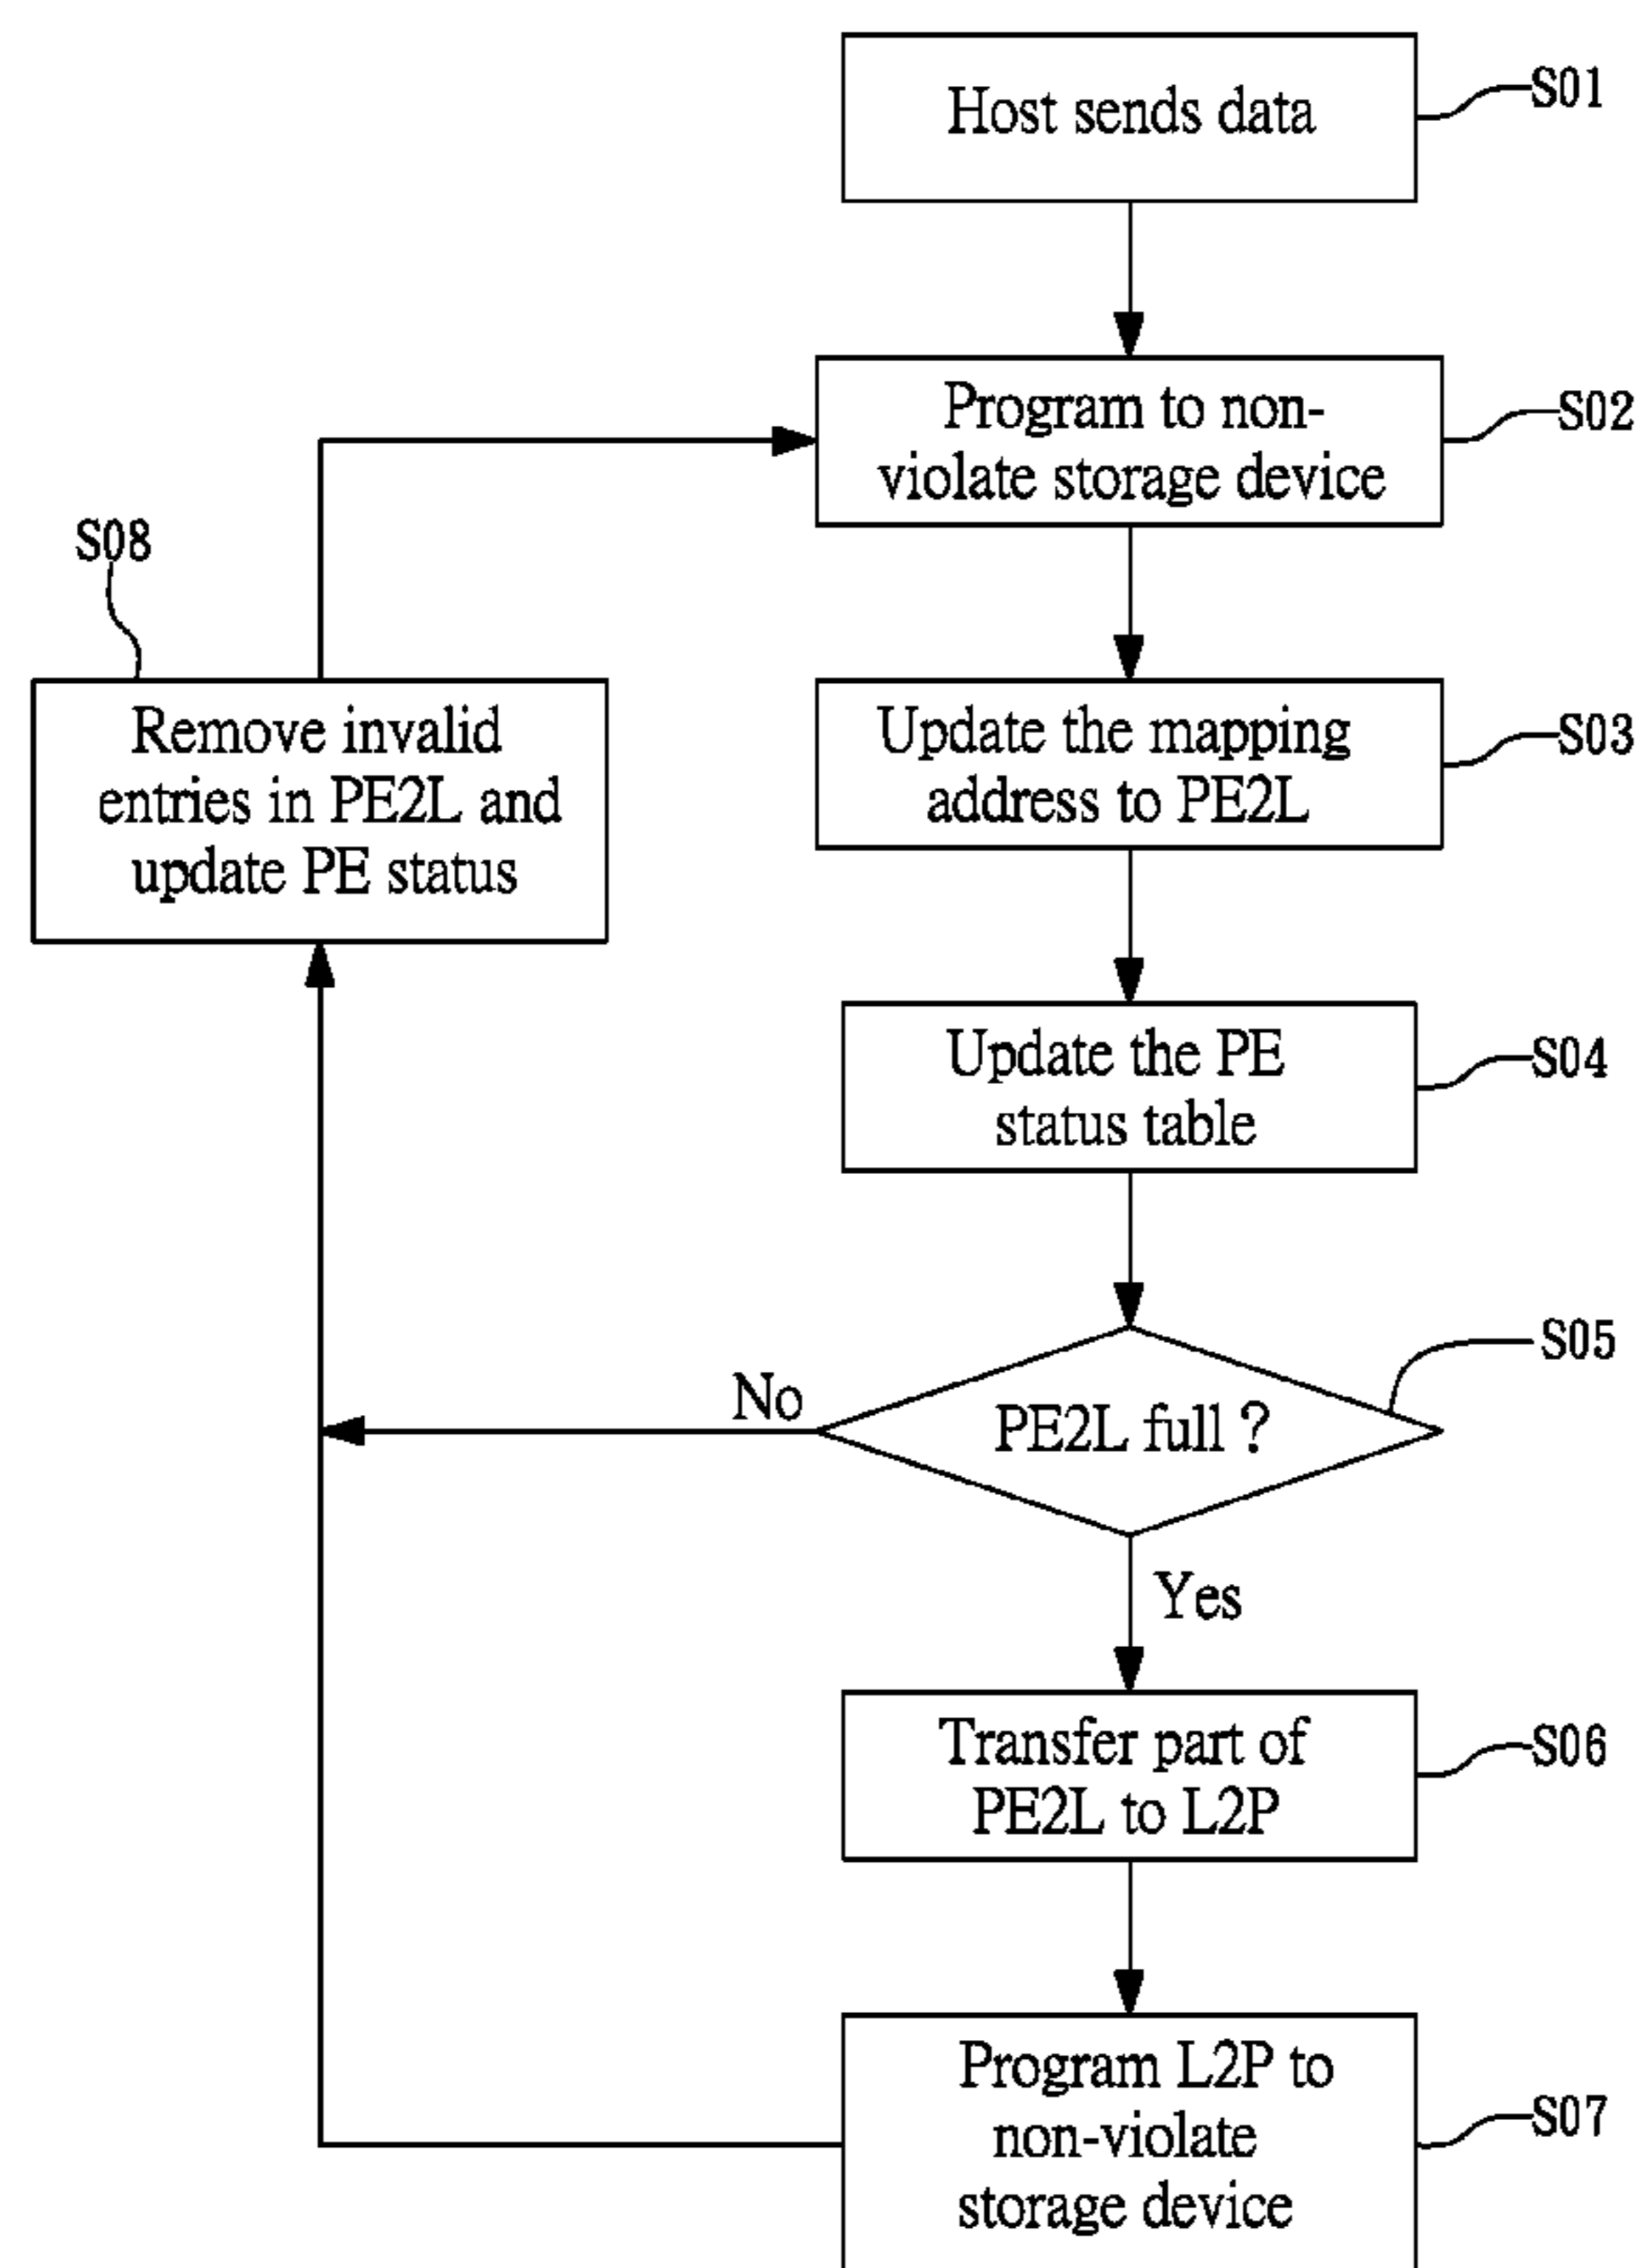 Host sends data
S01
Program to non-
violate storage device
S02
S08
Remove invalid
entries in PE2L and
update PE status
Update the mapping
address to PE2L
S03
Update the PE
status table
S04
No
PE2L full ?
S05
Yes
Transfer part of
PE2L to L2P
S06
Program L2P to
non-violate
storage device
S07